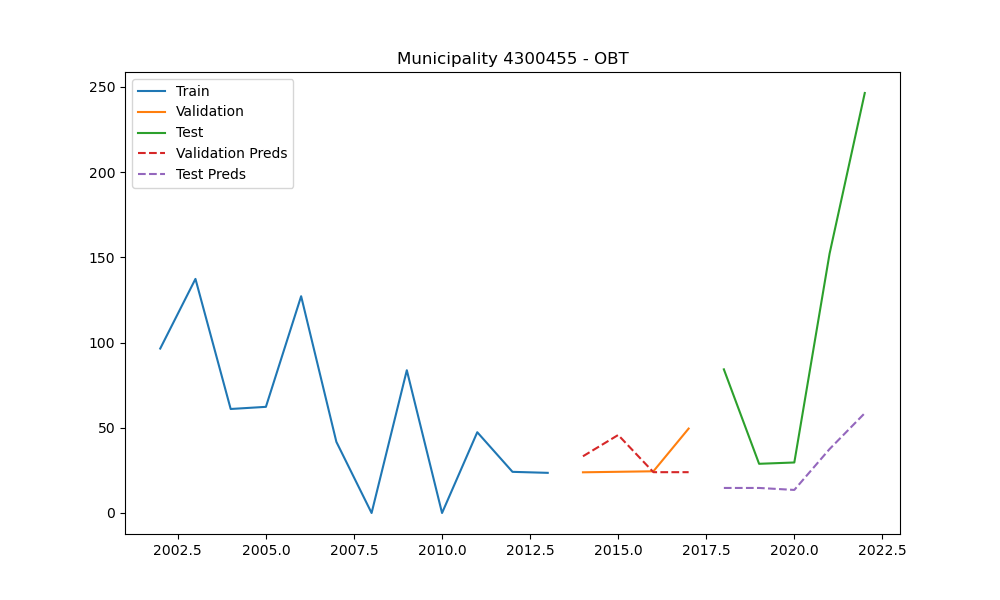 Municipality 4300455 - OBT
250
200
150
100
50
0
Train
Validation
Test
Validation Preds
Test Preds
2002.5 2005.0 2007.5 2010.0 2012.5 2015.0 2017.5 2020.0 2022.5